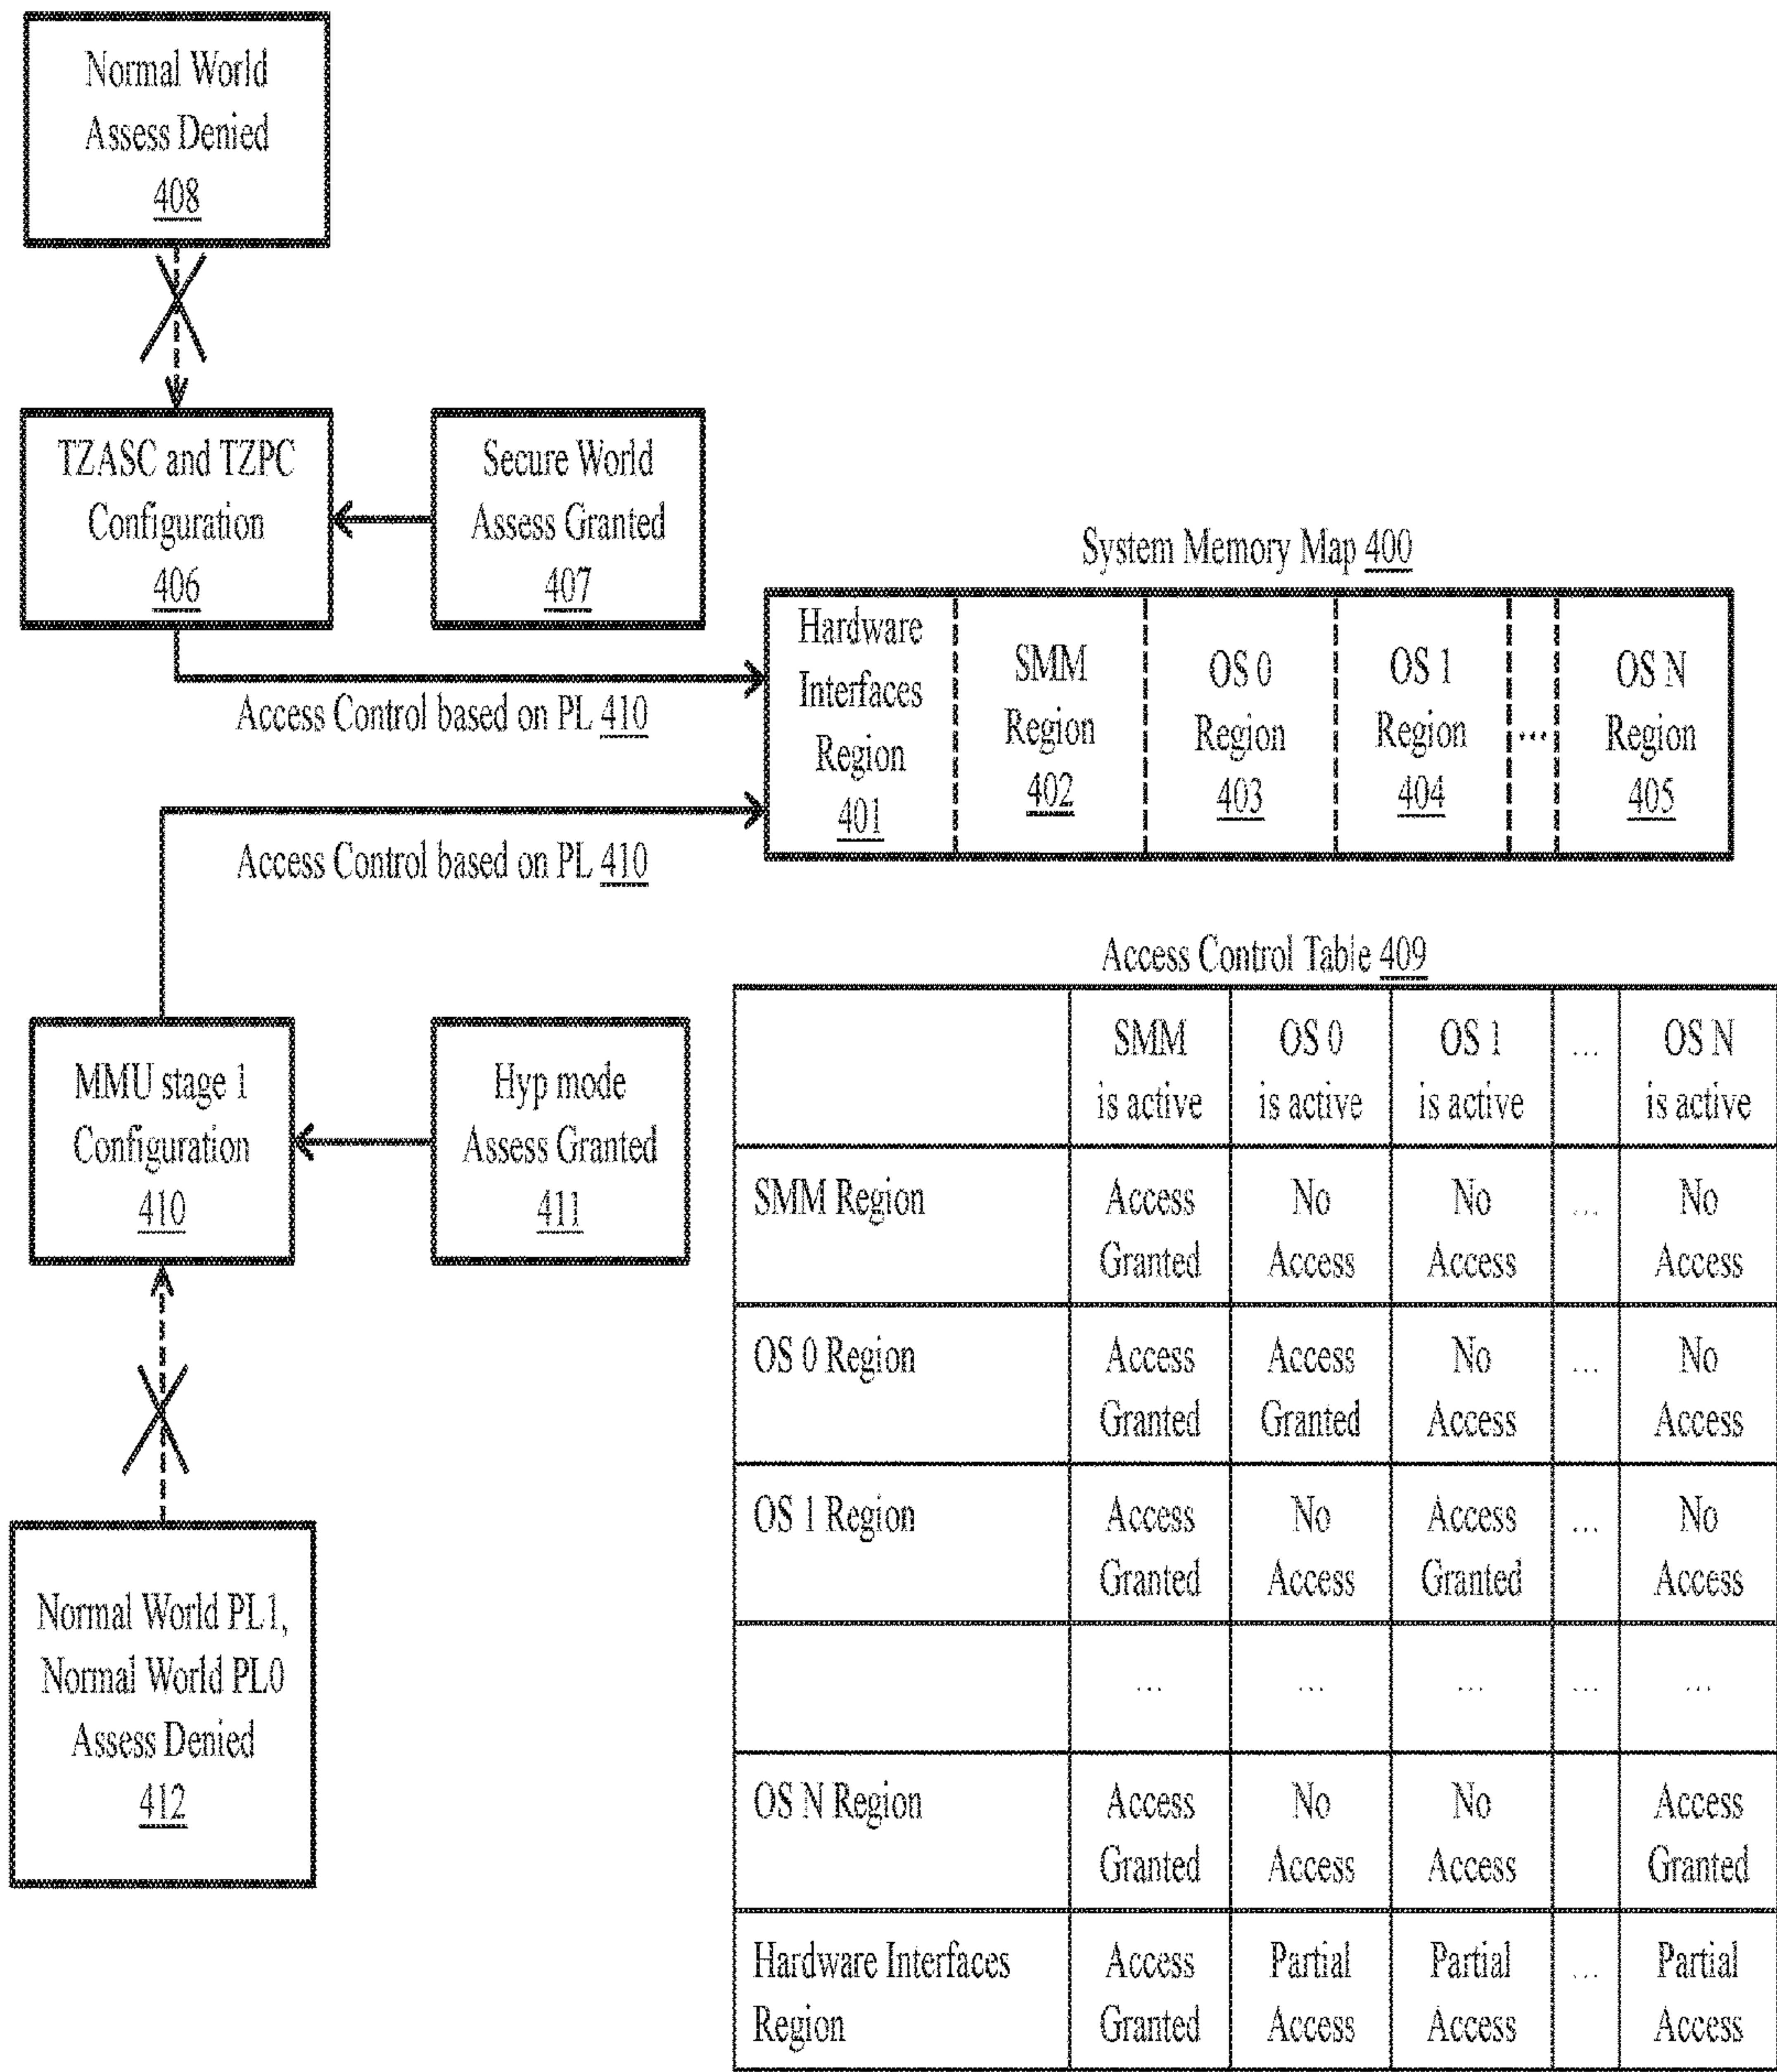 Normal World
Assess Denied
408
TZASC and TZPC
Configuration
406
Secure World
Assess Granted
407
Access Control based on PL 410
System Memory Map 400
Hardware
Interfaces
Region
401
SMM
Region
402
OS 0
Region
403
OS 1
Region
404
...
OS N
Region
405
Access Control based on PL 410
MMU stage 1
Configuration
410
Hyp mode
Assess Granted
411
Normal World PL1,
Normal World PL0
Assess Denied
412
Access Control Table 409
SMM OS 0 OS 1 ... OS N
is active is active is active is active
SMM Region Access No No ... No
Granted Access Access Access
OS 0 Region Access Access No ... No
Granted Granted Access Access
OS 1 Region Access No Access ... No
Granted Access Granted Access
... ... ... ... ...
OS N Region Access No No Access
Granted Access Access Granted
Hardware Interfaces Access Partial Partial ... Partial
Region Granted Access Access Access